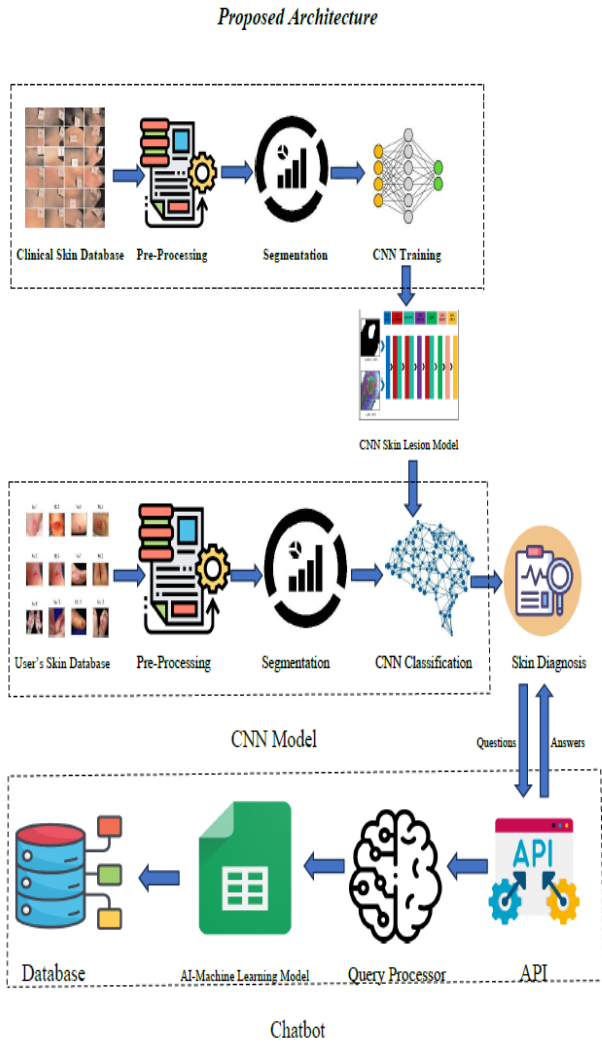 Proposed Architecture
Clinical Skin Database
Pre-Processing
Segmentation
CNN Training
CNN Skin Lesion Model
User's Skin Database
Pre-Processing
Segmentation
CNN Classification
Skin Diagnosis
CNN Model
Questions
Answers
API
Database
AI-Machine Learning Model
Query Processor
API
Chatbot